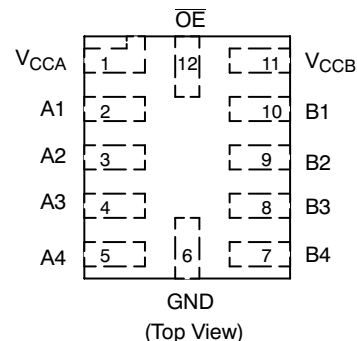 OE
VCCA 1 12 11 VCCB
A1 2 10 B1
A2 3 9 B2
A3 4 8 B3
A4 5 6 7 B4
GND
(Top View)